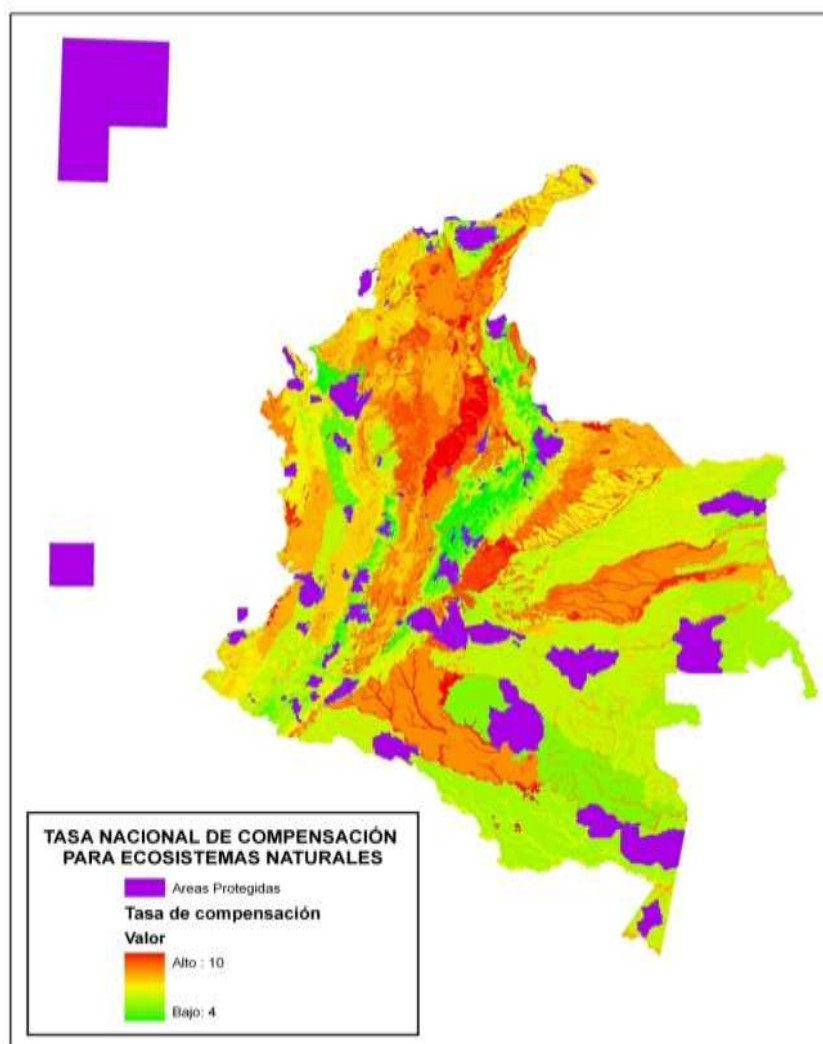 TASA NACIONAL DE COMPENSACIÓN
PARA ECOSISTEMAS NATURALES
Areas Protegidas
Tasa de compensación
Valor
Alto : 10
Bajo: 4